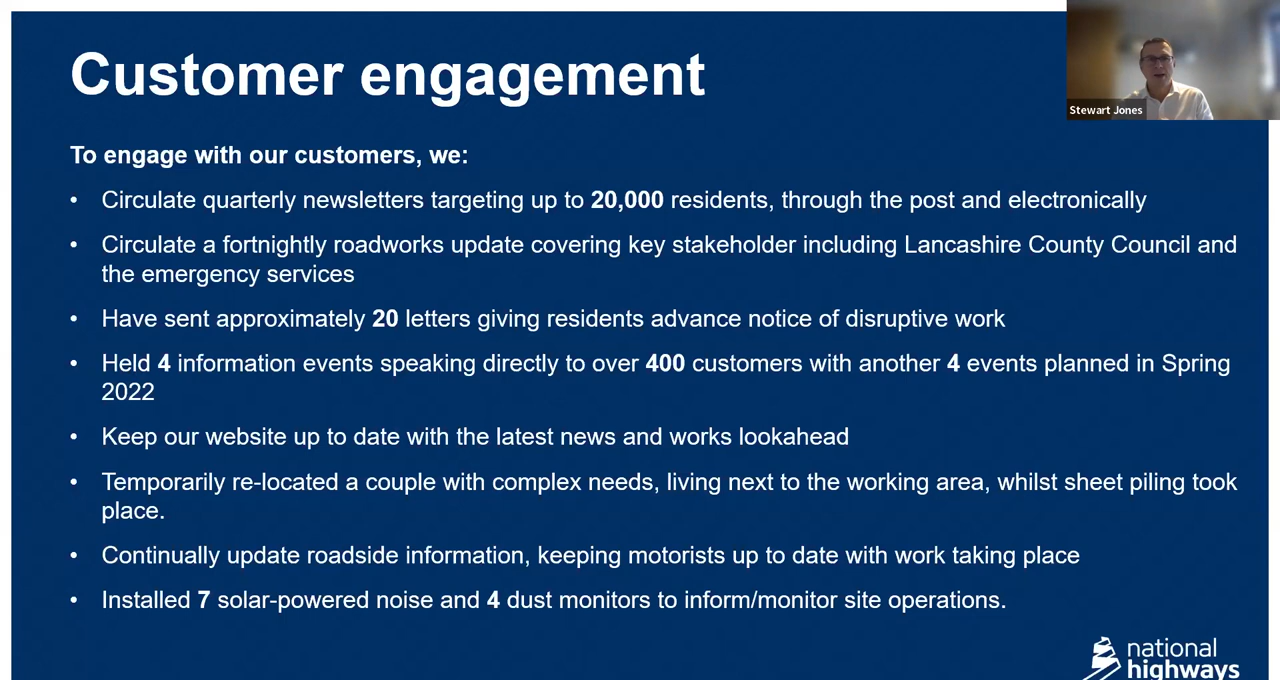 Customer engagement
Stewart Jones
To engage with our customers, we:
• Circulate quarterly newsletters targeting up to 20,000 residents, through the post and electronically
• Circulate a fortnightly roadworks update covering key stakeholder including Lancashire County Council and
the emergency services
• Have sent approximately 20 letters giving residents advance notice of disruptive work
• Held 4 information events speaking directly to over 400 customers with another 4 events planned in Spring
2022
• Keep our website up to date with the latest news and works lookahead
• Temporarily re-located a couple with complex needs, living next to the working area, whilst sheet piling took
place.
• Continually update roadside information, keeping motorists up to date with work taking place
• Installed 7 solar-powered noise and 4 dust monitors to inform/monitor site operations.
national
highways